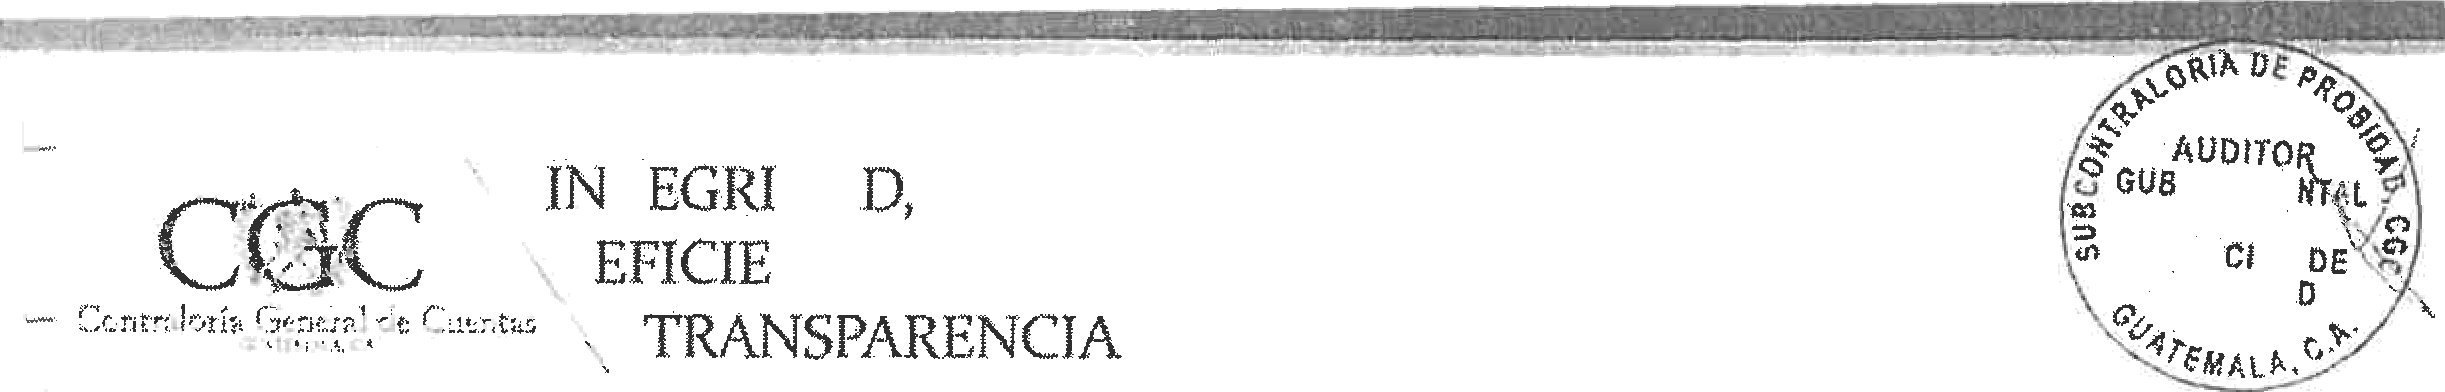 IN EGRI D,
EFICIE
TRANSPARENCIA
CGC
Contraloría General de Cuentas
SUBCONTRALORIA DE PROBIDAD, CGC
AUDITOR
GUB NTAL
CI DE
D
GUATEMALA, C.A.